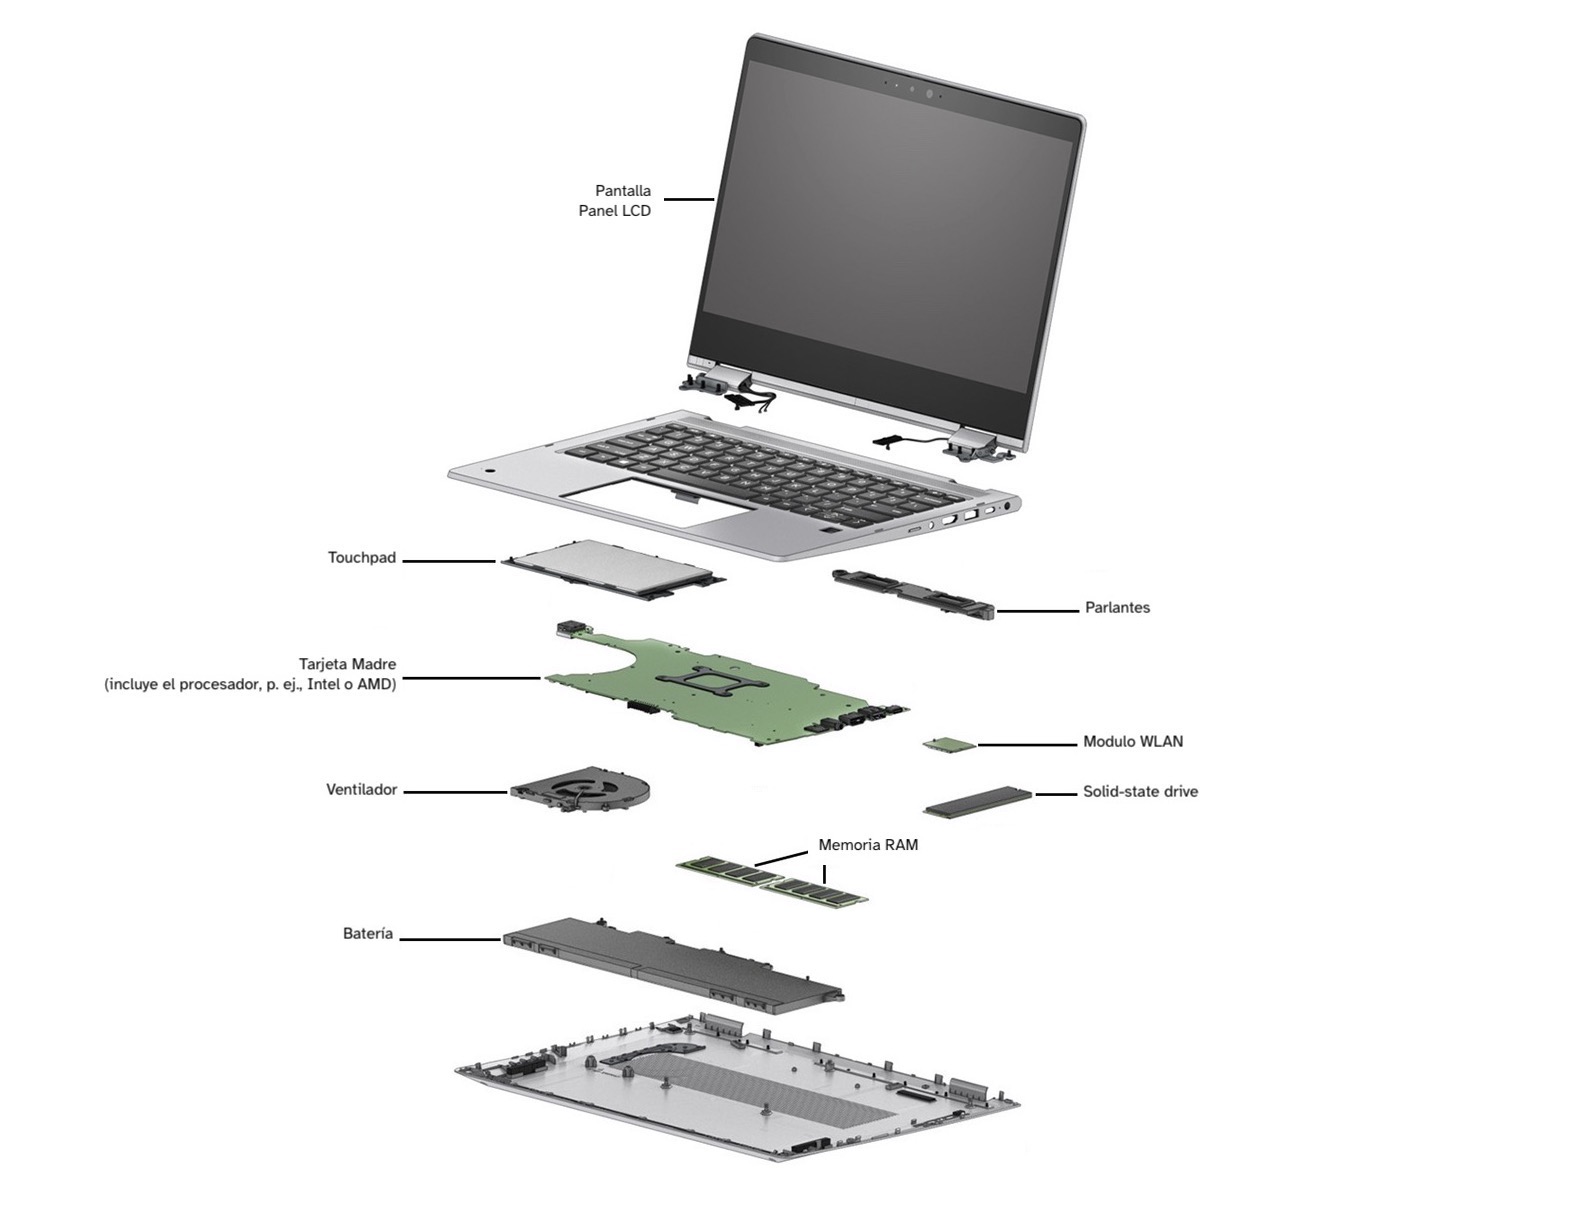 Pantalla
Panel LCD
Touchpad
Parlantes
Tarjeta Madre
(incluye el procesador, p. ej., Intel o AMD)
Modulo WLAN
Ventilador
Solid-state drive
Memoria RAM
Batería